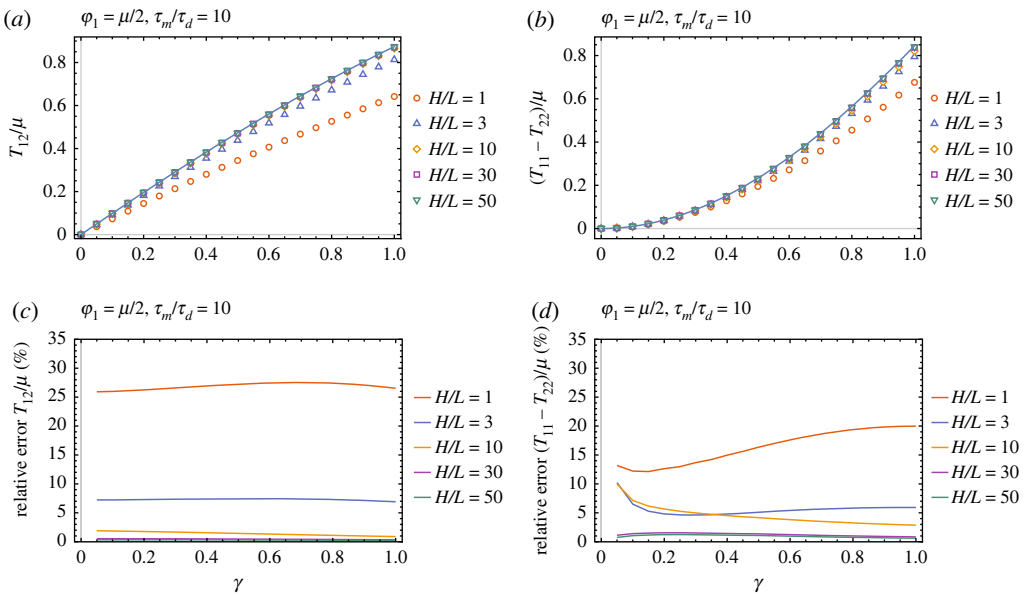 (a)
φ1 = μ/2, τm/τd = 10
T12/μ
0.8
0.6
0.4
0.2
0
0 0.2 0.4 0.6 0.8 1.0
H/L = 1
H/L = 3
H/L = 10
H/L = 30
H/L = 50
(b)
φ1 = μ/2, τm/τd = 10
(T11 − T22)/μ
0.8
0.6
0.4
0.2
0
0 0.2 0.4 0.6 0.8 1.0
H/L = 1
H/L = 3
H/L = 10
H/L = 30
H/L = 50
(c)
φ1 = μ/2, τm/τd = 10
relative error T12/μ (%)
35
30
25
20
15
10
5
0
0 0.2 0.4 0.6 0.8 1.0
γ
H/L = 1
H/L = 3
H/L = 10
H/L = 30
H/L = 50
(d)
φ1 = μ/2, τm/τd = 10
relative error (T11 − T22)/μ (%)
35
30
25
20
15
10
5
0
0 0.2 0.4 0.6 0.8 1.0
γ
H/L = 1
H/L = 3
H/L = 10
H/L = 30
H/L = 50